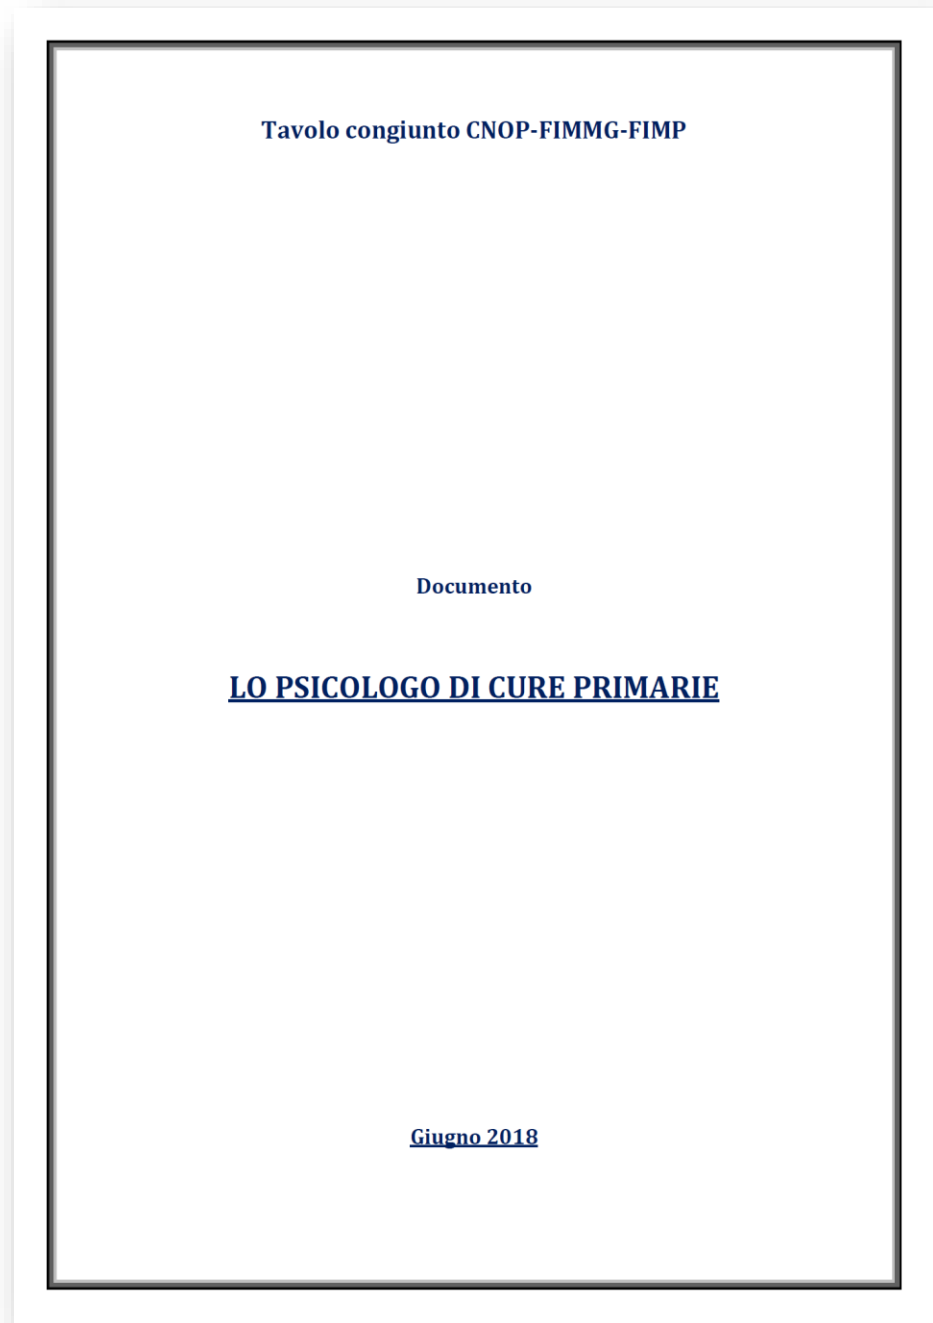 Tavolo congiunto CNOP-FIMMG-FIMP
Documento
LO PSICOLOGO DI CURE PRIMARIE
Giugno 2018